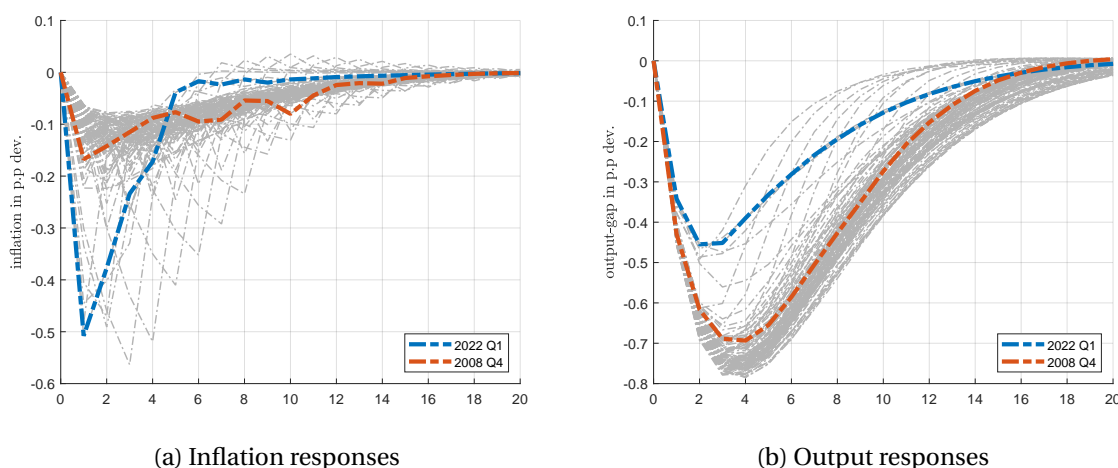 0.1
0
-0.1
-0.2
-0.3
-0.4
-0.5
-0.6
inflation in p.p dev.
0 2 4 6 8 10 12 14 16 18 20
2022 Q1
2008 Q4
(a) Inflation responses
0.1
0
-0.1
-0.2
-0.3
-0.4
-0.5
-0.6
-0.7
-0.8
output-gap in p.p dev.
0 2 4 6 8 10 12 14 16 18 20
2022 Q1
2008 Q4
(b) Output responses